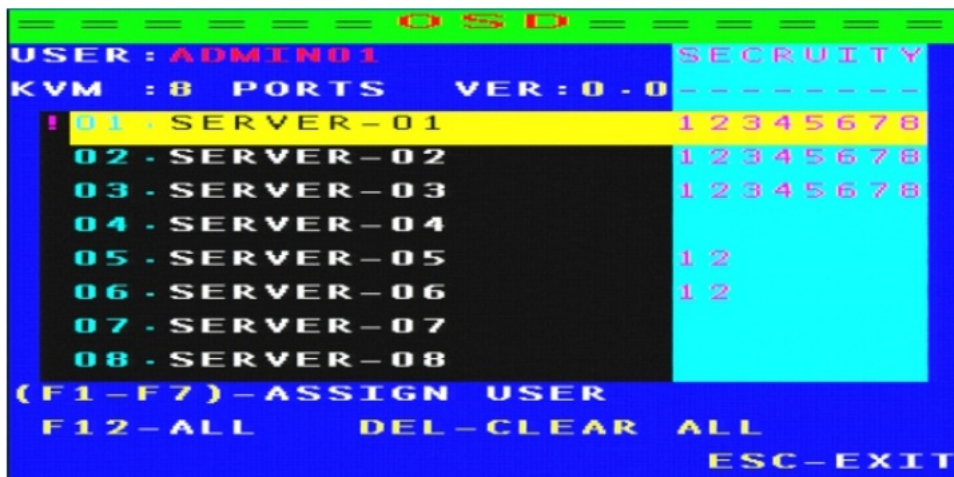 = = = = = = = O S D = = = = = = =
USER:ADMIN01 SECRUITY
KVM :8 PORTS VER:0.0 --------
! 01.SERVER-01 12345678
02.SERVER-02 12345678
03.SERVER-03 12345678
04.SERVER-04
05.SERVER-05 12
06.SERVER-06 12
07.SERVER-07
08.SERVER-08
(F1-F7)-ASSIGN USER
F12-ALL DEL-CLEAR ALL
ESC-EXIT